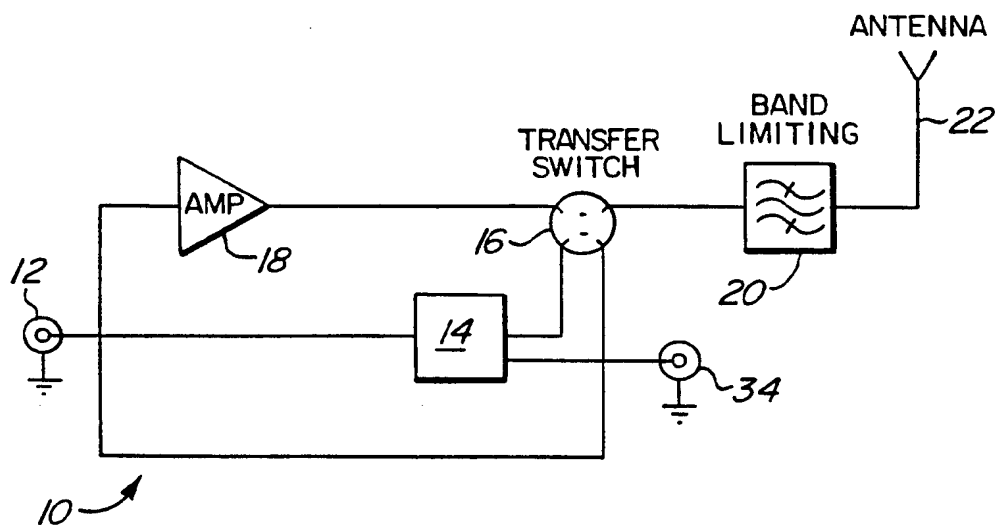 ANTENNA
BAND
LIMITING
22
TRANSFER
SWITCH
AMP
16
18
20
12
14
34
10